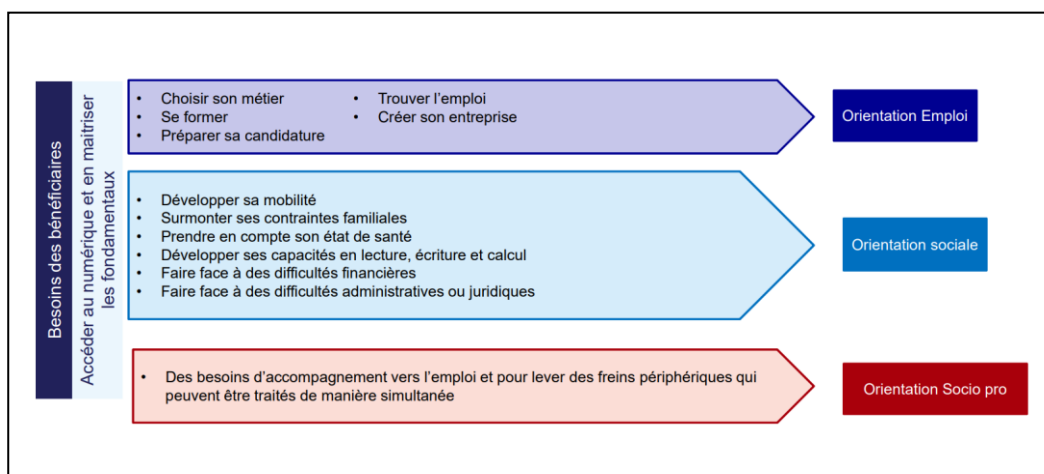 Besoins des bénéficiaires
Accéder au numérique et en maitriser
les fondamentaux
• Choisir son métier
• Se former
• Préparer sa candidature
• Trouver l'emploi
• Créer son entreprise
Orientation Emploi
• Développer sa mobilité
• Surmonter ses contraintes familiales
• Prendre en compte son état de santé
• Développer ses capacités en lecture, écriture et calcul
• Faire face à des difficultés financières
• Faire face à des difficultés administratives ou juridiques
Orientation sociale
• Des besoins d'accompagnement vers l'emploi et pour lever des freins périphériques qui
peuvent être traités de manière simultanée
Orientation Socio pro